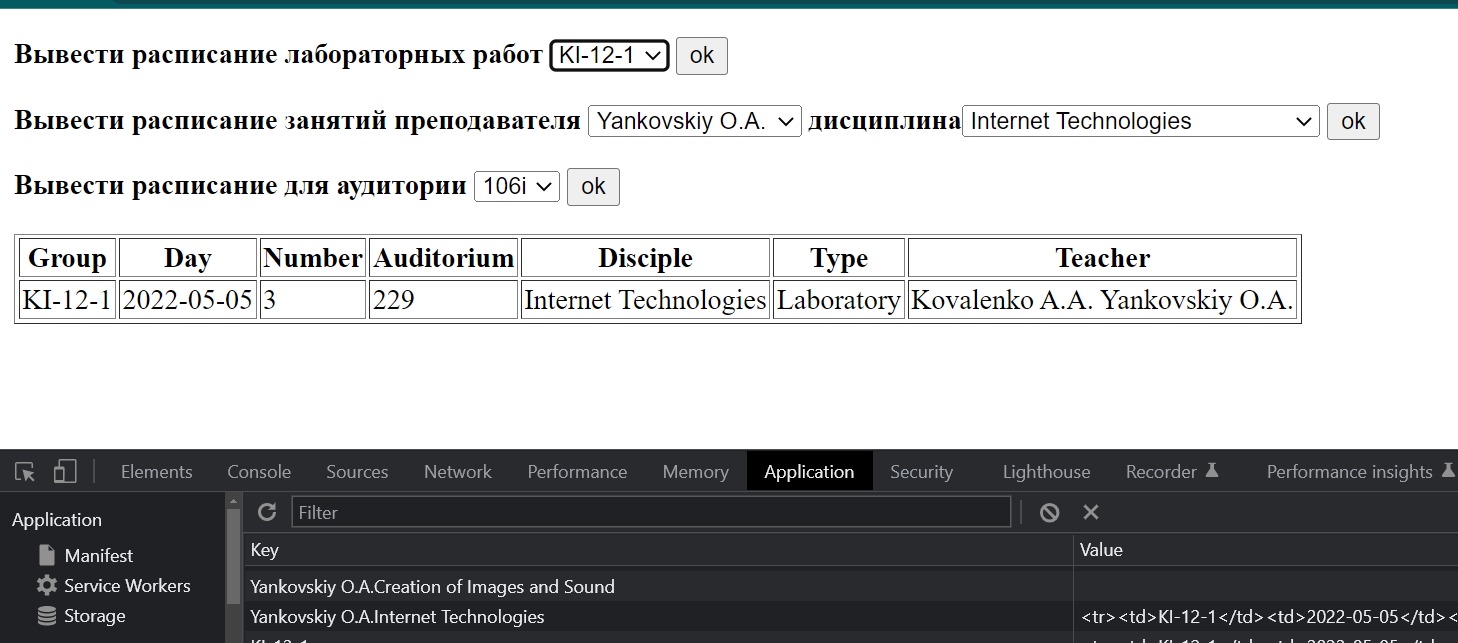 Вывести расписание лабораторных работ KI-12-1 ok
Вывести расписание занятий преподавателя Yankovskiy O.A. дисциплина Internet Technologies ok
Вывести расписание для аудитории 106i ok
Group Day Number Auditorium Disciple Type Teacher
KI-12-1 2022-05-05 3 229 Internet Technologies Laboratory Kovalenko A.A. Yankovskiy O.A.
Elements Console Sources Network Performance Memory Application Security Lighthouse Recorder Performance insights
Application Filter
Key Value
Manifest
Yankovskiy O.A.Creation of Images and Sound
Service Workers
Storage Yankovskiy O.A.Internet Technologies <tr><td>KI-12-1</td><td>2022-05-05</td><